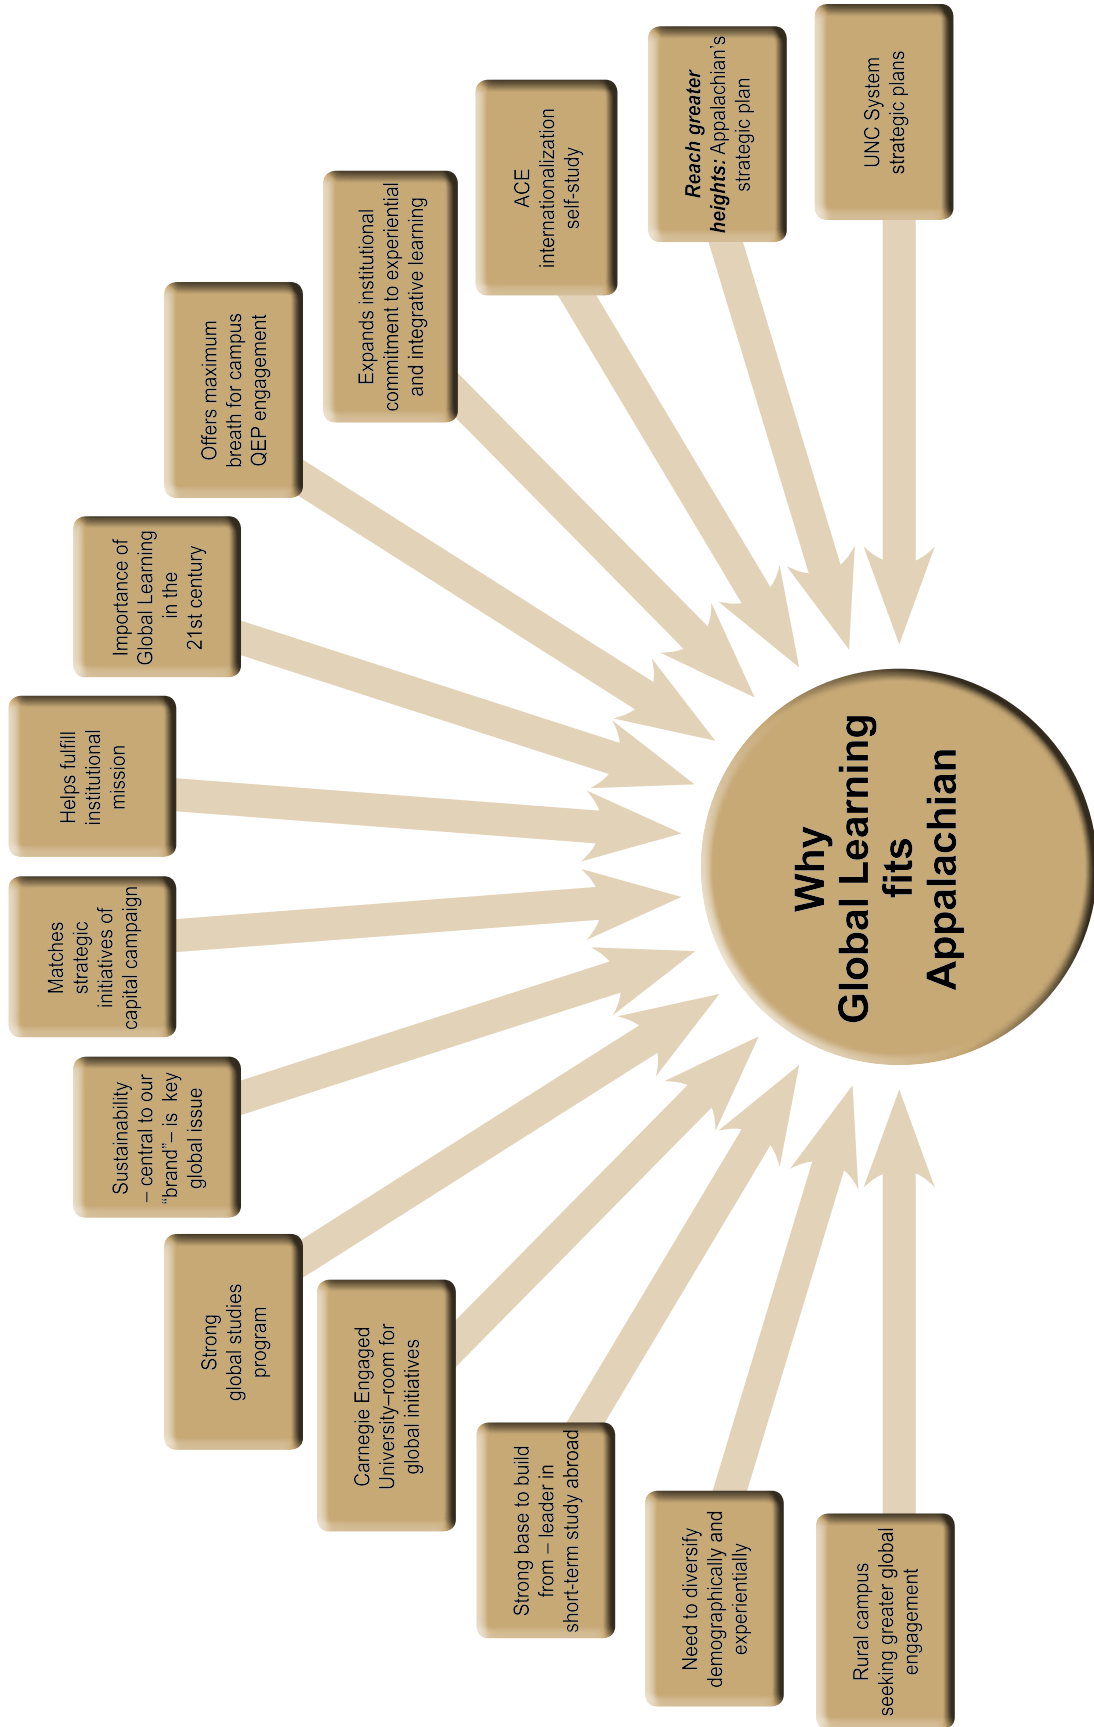 Why
Global Learning
fits
Appalachian
Rural campus
seeking greater global
engagement
Need to diversify
demographically and
experientially
Strong base to build
from – leader in
short-term study abroad
Carnegie Engaged
University–room for
global initiatives
Strong
global studies
program
Sustainability
– central to our
“brand”– is key
global issue
Matches
strategic
initiatives of
capital campaign
Helps fulfill
institutional
mission
Importance of
Global Learning
in the
21st century
Offers maximum
breath for campus
QEP engagement
Expands institutional
commitment to experiential
and integrative learning
ACE
internationalization
self-study
Reach greater
heights: Appalachian’s
strategic plan
UNC System
strategic plans